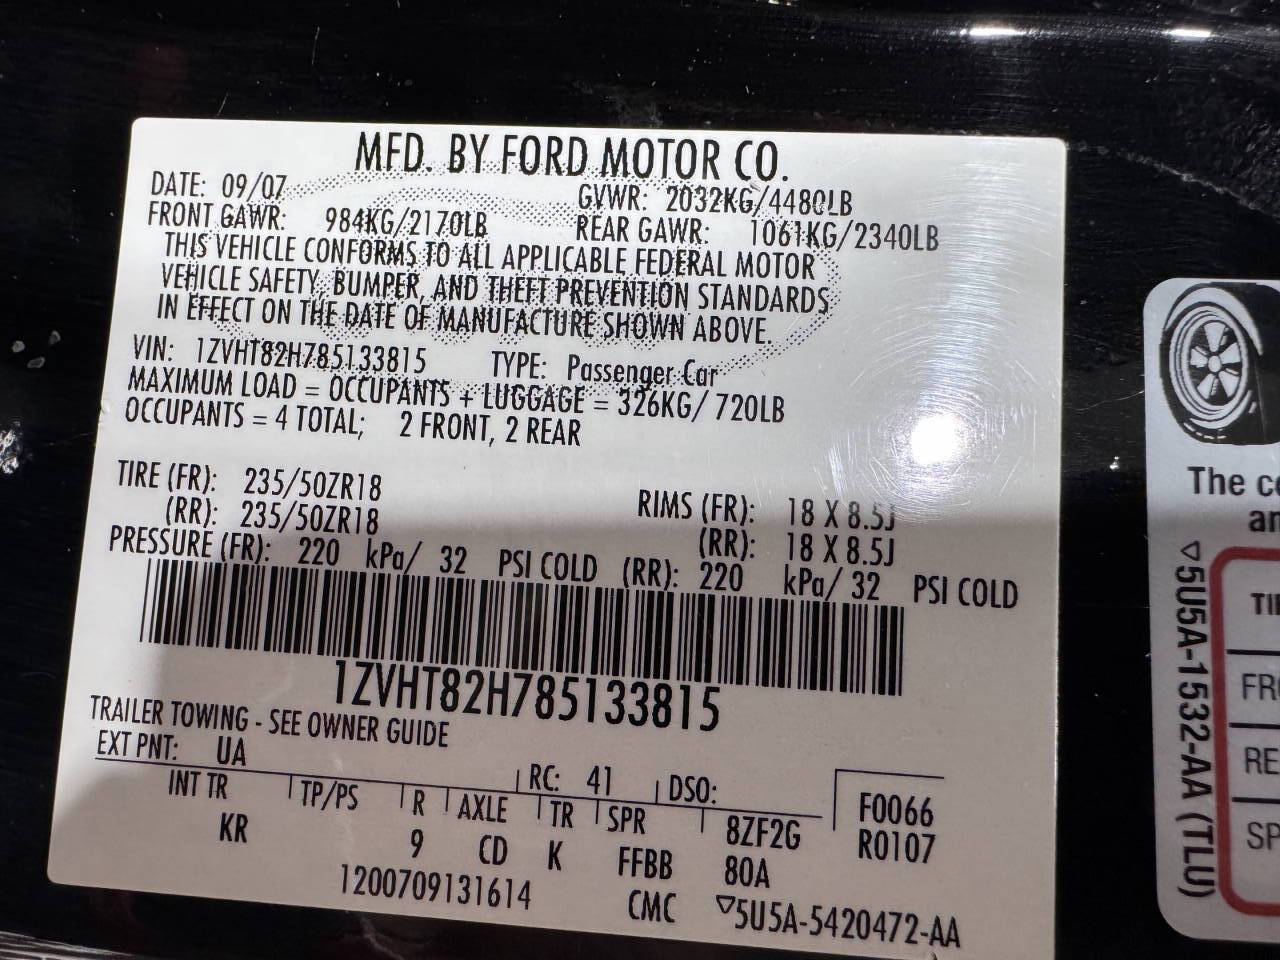 MFD. BY FORD MOTOR CO.
DATE: 09/07 GVWR: 2032KG/4480LB
FRONT GAWR: 984KG/2170LB REAR GAWR: 1061KG/2340LB
THIS VEHICLE CONFORMS TO ALL APPLICABLE FEDERAL MOTOR
VEHICLE SAFETY, BUMPER, AND THEFT PREVENTION STANDARDS
IN EFFECT ON THE DATE OF MANUFACTURE SHOWN ABOVE.
VIN: 1ZVHT82H785133815 TYPE: Passenger Car
MAXIMUM LOAD = OCCUPANTS + LUGGAGE = 326KG/ 720LB
OCCUPANTS = 4 TOTAL; 2 FRONT, 2 REAR
TIRE (FR): 235/50ZR18 RIMS (FR): 18 X 8.5J
(RR): 235/50ZR18 (RR): 18 X 8.5J
PRESSURE (FR): 220 kPa/ 32 PSI COLD (RR): 220 kPa/ 32 PSI COLD
1ZVHT82H785133815
TRAILER TOWING - SEE OWNER GUIDE
EXT PNT: UA RC: 41 DSO:
INT TR TP/PS R AXLE TR SPR 8ZF2G F0066
KR 9 CD K FFBB 80A R0107
1200709131614 CMC ▽5U5A-5420472-AA
The
▽5U5A-1532-AA (TLU)